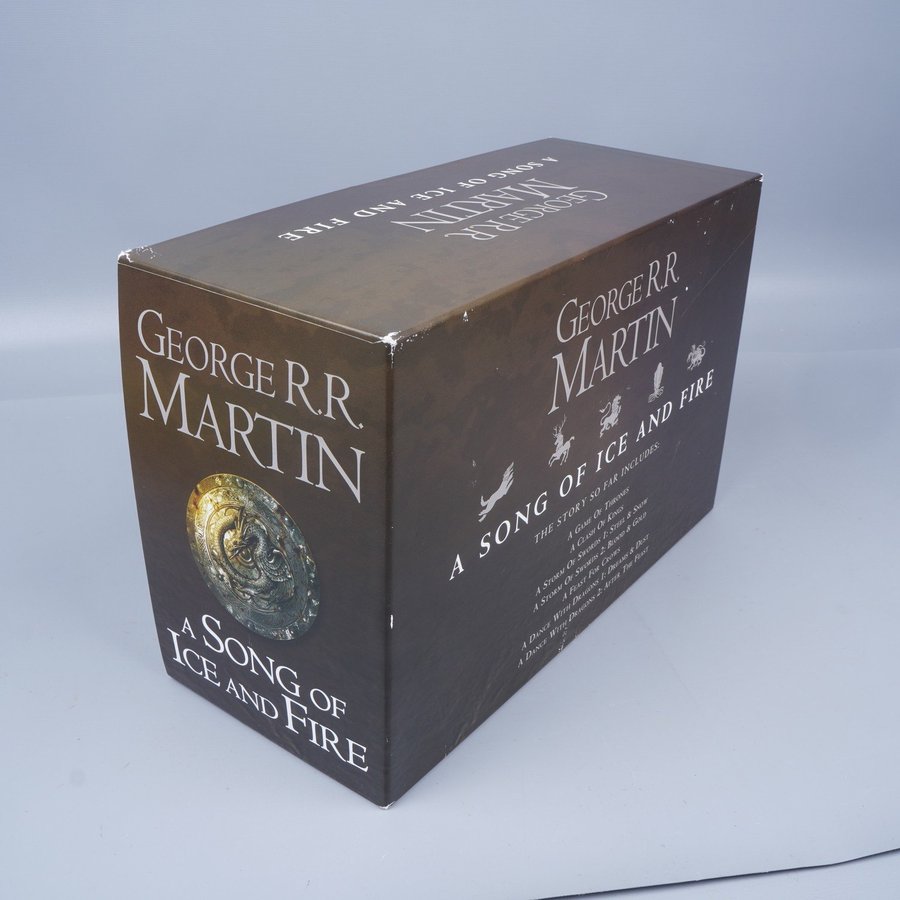 A SONG OF ICE AND FIRE
GEORGE R.R.
MARTIN
GEORGE R.R.
MARTIN
A SONG OF
ICE AND FIRE
GEORGE R.R.
MARTIN
A SONG OF ICE AND FIRE
THE STORY SO FAR INCLUDES:
A GAME OF THRONES
A CLASH OF KINGS
A STORM OF SWORDS 1: STEEL & SNOW
A STORM OF SWORDS 2: BLOOD & GOLD
A FEAST FOR CROWS
A DANCE WITH DRAGONS 1: DREAMS & DUST
A DANCE WITH DRAGONS 2: AFTER THE FEAST